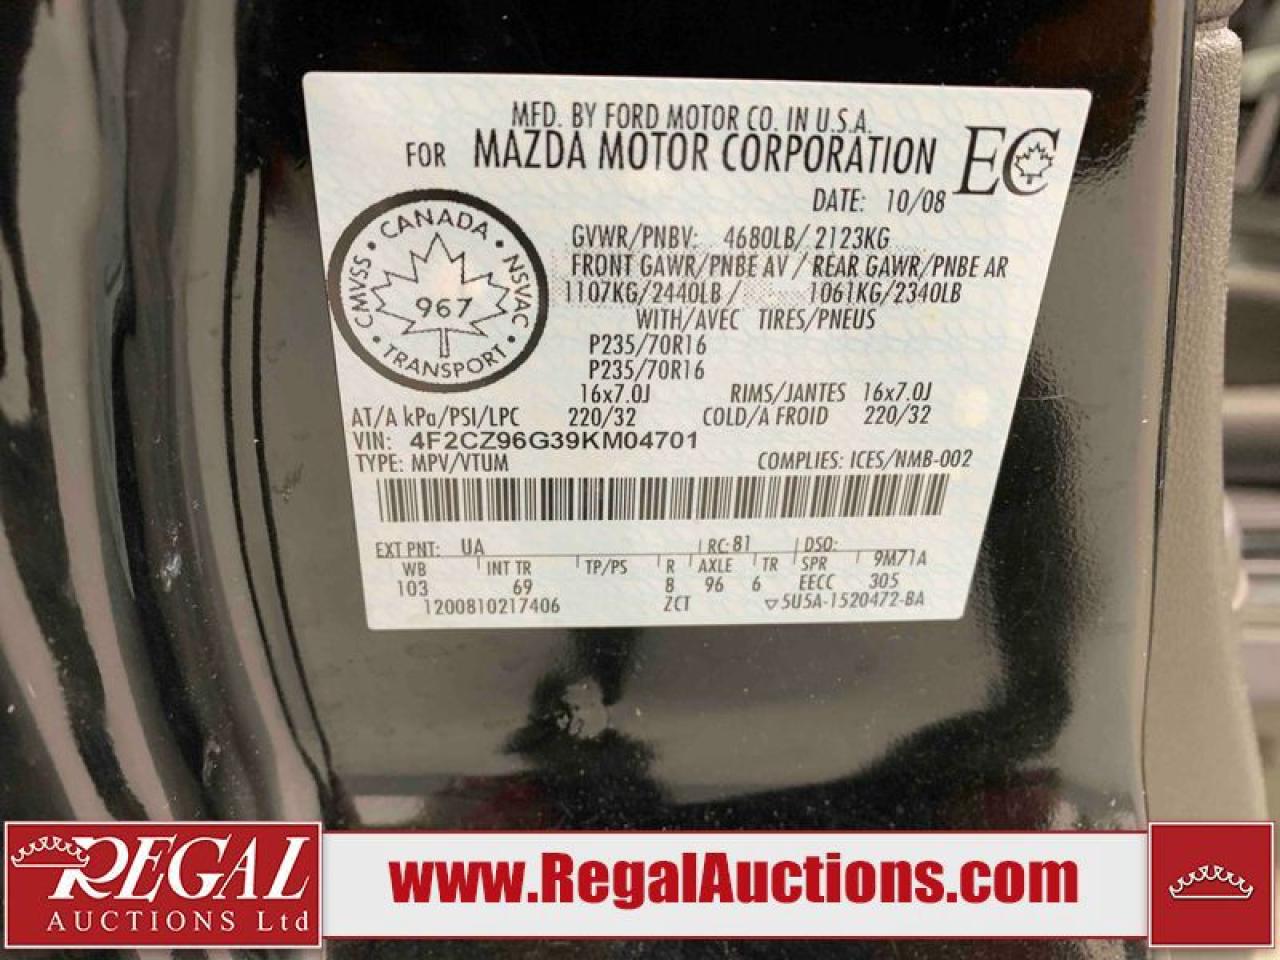 MFD. BY FORD MOTOR CO. IN U.S.A.
FOR MAZDA MOTOR CORPORATION
EC
DATE: 10/08
CANADA
CMVSS • NSVAC
967
TRANSPORT
GVWR/PNBV: 4680LB/ 2123KG
FRONT GAWR/PNBE AV / REAR GAWR/PNBE AR
1107KG/2440LB / 1061KG/2340LB
WITH/AVEC TIRES/PNEUS
P235/70R16
P235/70R16
16x7.0J RIMS/JANTES 16x7.0J
AT/A kPa/PSI/LPC 220/32 COLD/A FROID 220/32
VIN: 4F2CZ96G39KM04701
TYPE: MPV/VTUM COMPLIES: ICES/NMB-002
EXT PNT: UA RC: 81 DSO:
WB INT TR TP/PS R AXLE TR SPR 9M71A
103 69 8 96 6 EECC 305
1200810217406 ZCT ▽5U5A-1520472-BA
REGAL
AUCTIONS Ltd
www.RegalAuctions.com